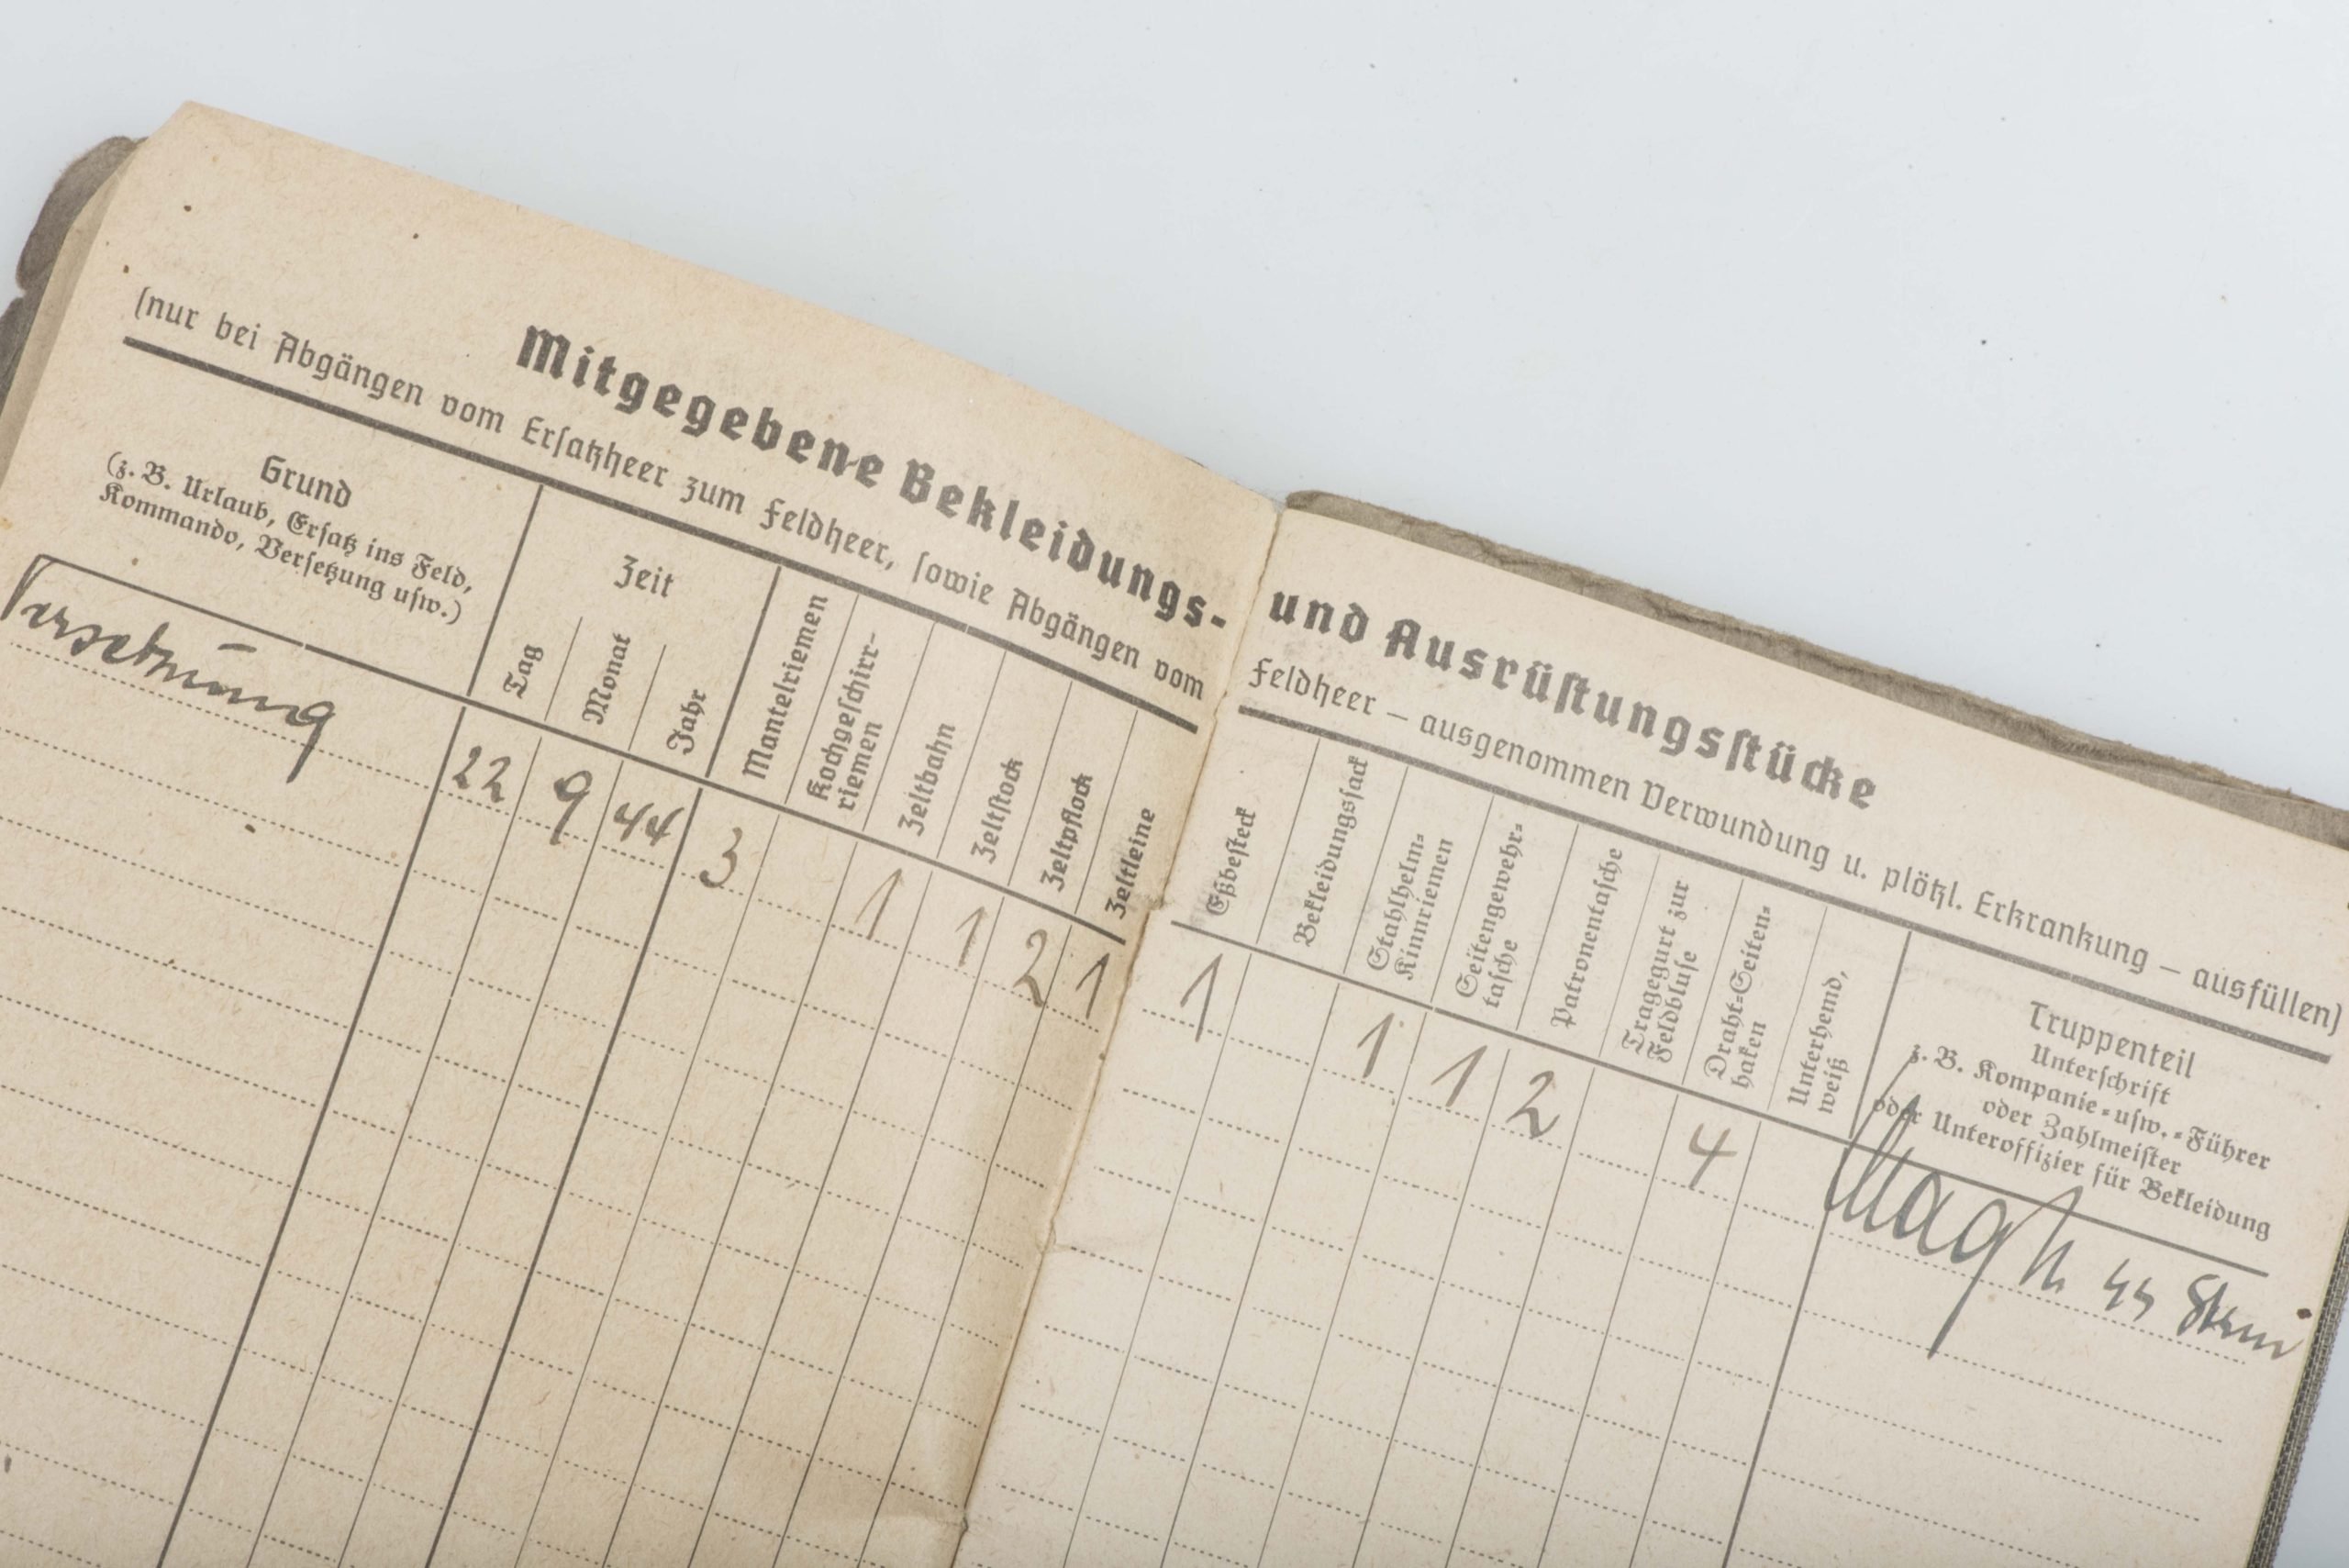 Mitgegebene Bekleidungs- und Ausrüstungsstücke
(nur bei Abgängen vom Ersatzheer zum Feldheer, sowie Abgängen vom Feldheer – ausgenommen Verwundung u. plötzl. Erkrankung – ausfüllen)
Grund
(z. B. Urlaub, Ersatz ins Feld,
Kommando, Versetzung usw.)
Zeit
Tag
Monat
Jahr
Mantelriemen
Kochgeschirr-
riemen
Zeltbahn
Zeltstock
Zeltpflock
Zeltleine
Eßbesteck
Bekleidungssack
Stahlhelm-
Kinnriemen
Seitengewehr-
tasche
Patronentasche
Tragegurt zur
Feldbluse
Draht-Seiten-
haken
Unterhemd,
weiß
Truppenteil
Unterschrift
z. B. Kompanie-usw.-Führer
oder Zahlmeister
oder Unteroffizier für Bekleidung
Versetzung 22 9 44 3 1 1 2 1 1 1 1 2 4